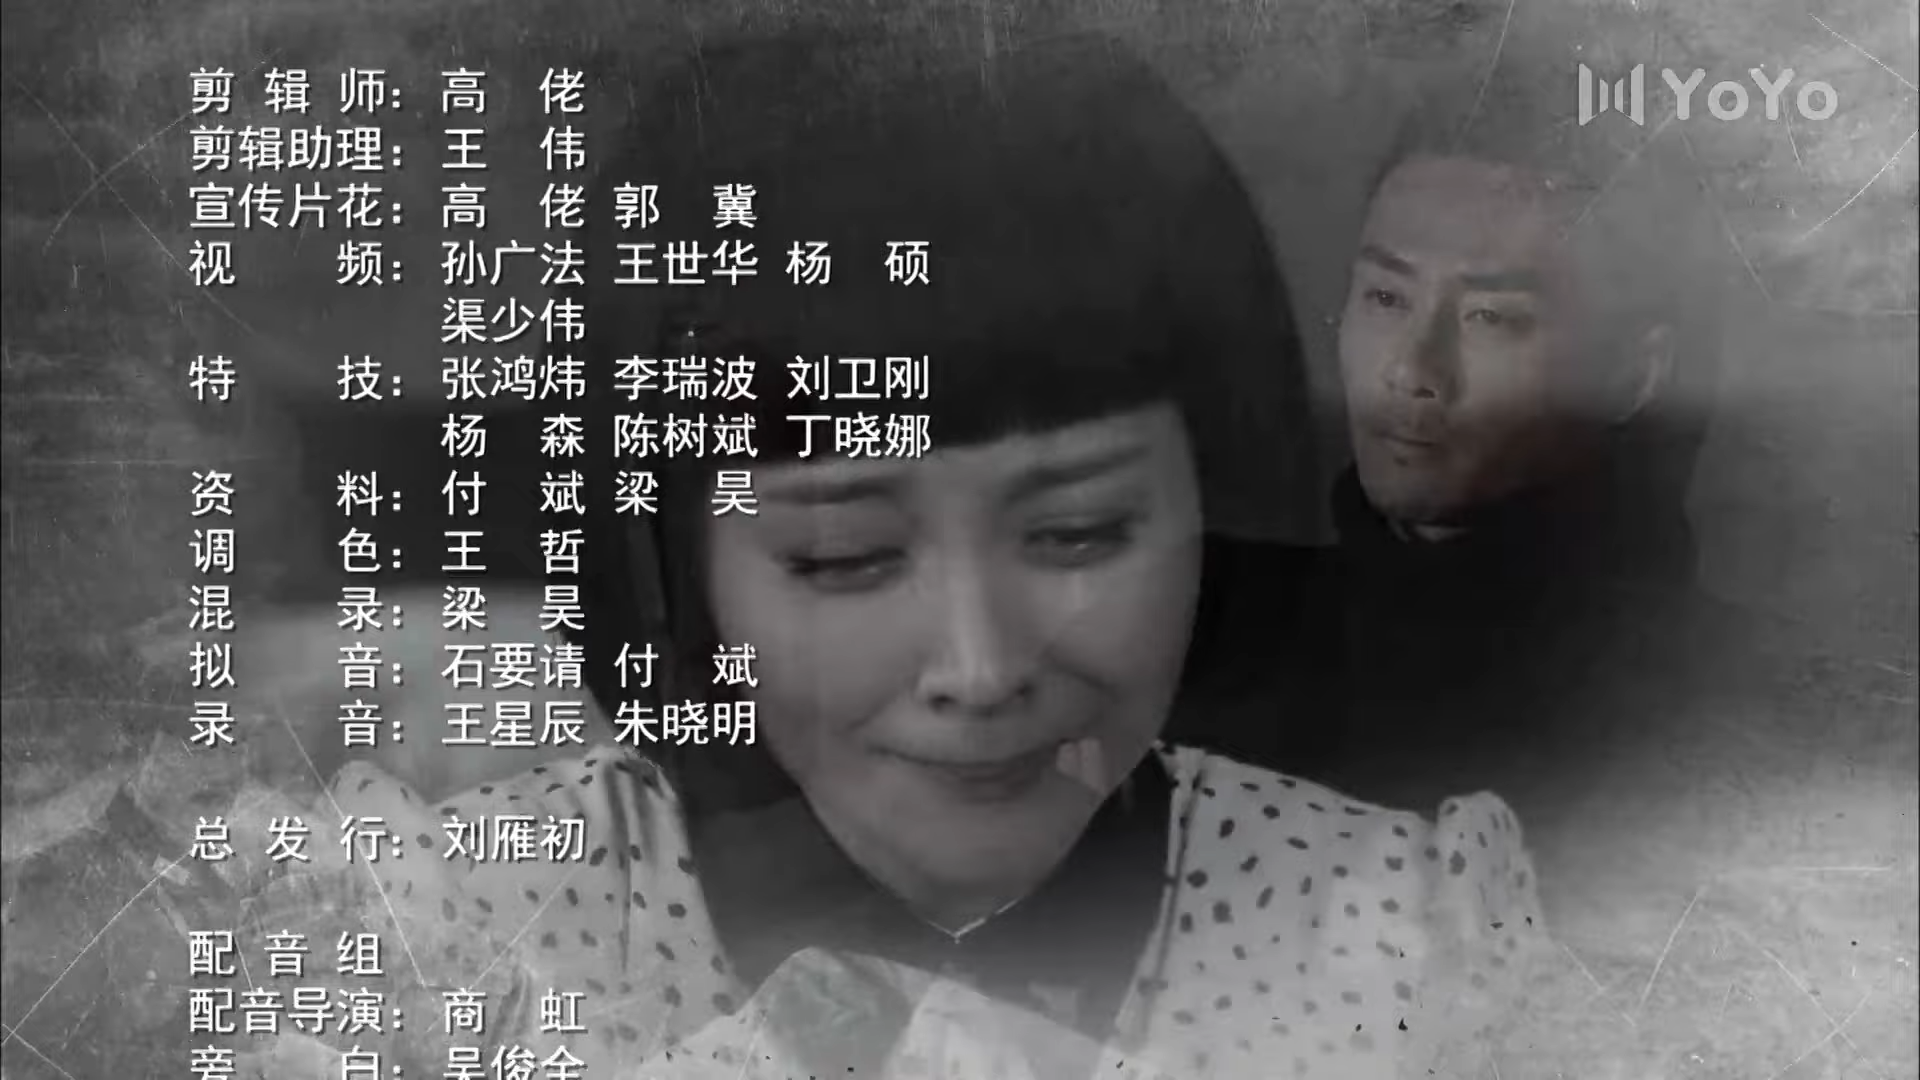 YoYo
剪辑师：高佬
剪辑助理：王伟
宣传片花：高佬 郭冀
视频：孙广法 王世华 杨硕
渠少伟
特技：张鸿炜 李瑞波 刘卫刚
杨森 陈树斌 丁晓娜
资料：付斌 梁昊
调色：王哲
混录：梁昊
拟音：石要请 付斌
录音：王星辰 朱晓明
总发行：刘雁初
配音组
配音导演：商虹
旁白：吴俊全